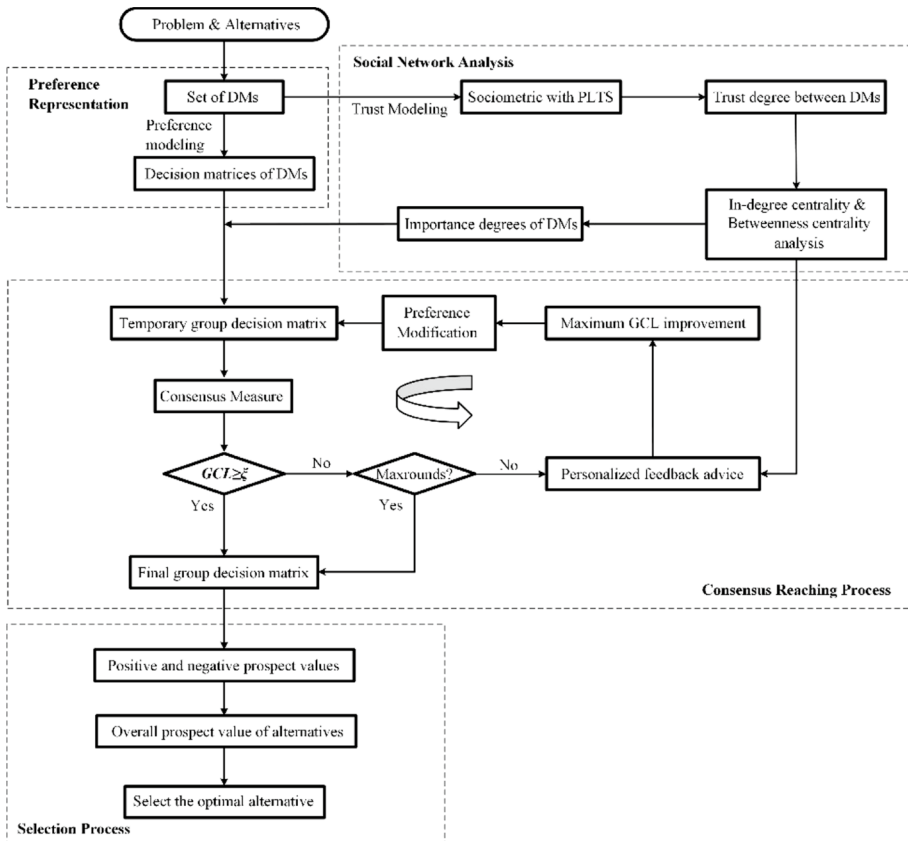 Problem & Alternatives
Social Network Analysis
Preference
Representation
Set of DMs
Trust Modeling
Sociometric with PLTS
Trust degree between DMs
Preference
modeling
Decision matrices of DMs
Importance degrees of DMs
In-degree centrality &
Betweenness centrality
analysis
Temporary group decision matrix
Preference
Modification
Maximum GCL improvement
Consensus Measure
GCL≥ξ
No
Maxrounds?
No
Personalized feedback advice
Yes
Yes
Final group decision matrix
Consensus Reaching Process
Positive and negative prospect values
Overall prospect value of alternatives
Select the optimal alternative
Selection Process